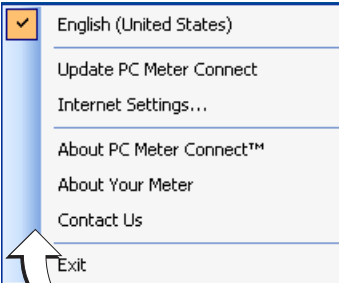 English (United States)
Update PC Meter Connect
Internet Settings...
About PC Meter Connect™
About Your Meter
Contact Us
Exit